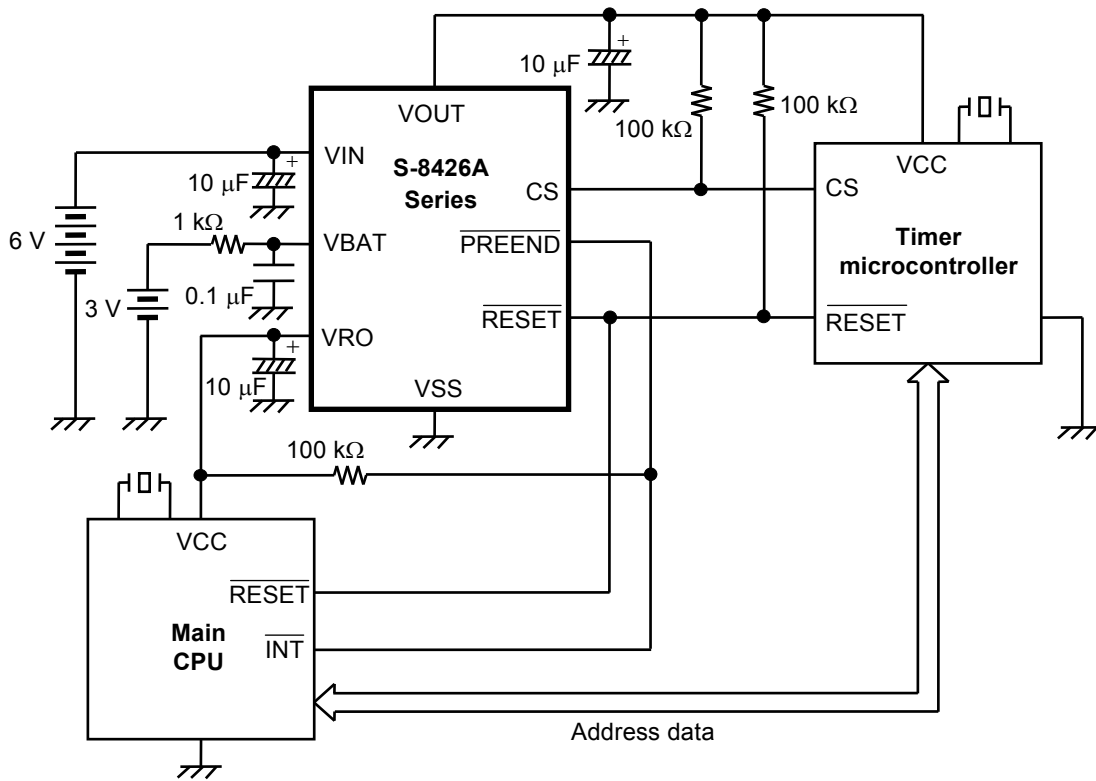 10 µF
+
100 kΩ
100 kΩ
VOUT
VCC
VIN
+
S-8426A
Series
10 µF
CS
CS
1 kΩ
6 V
VBAT
PREEND
Timer
microcontroller
0.1 µF
3 V
RESET
RESET
VRO
+
10 µF
VSS
100 kΩ
VCC
RESET
Main
CPU
INT
Address data